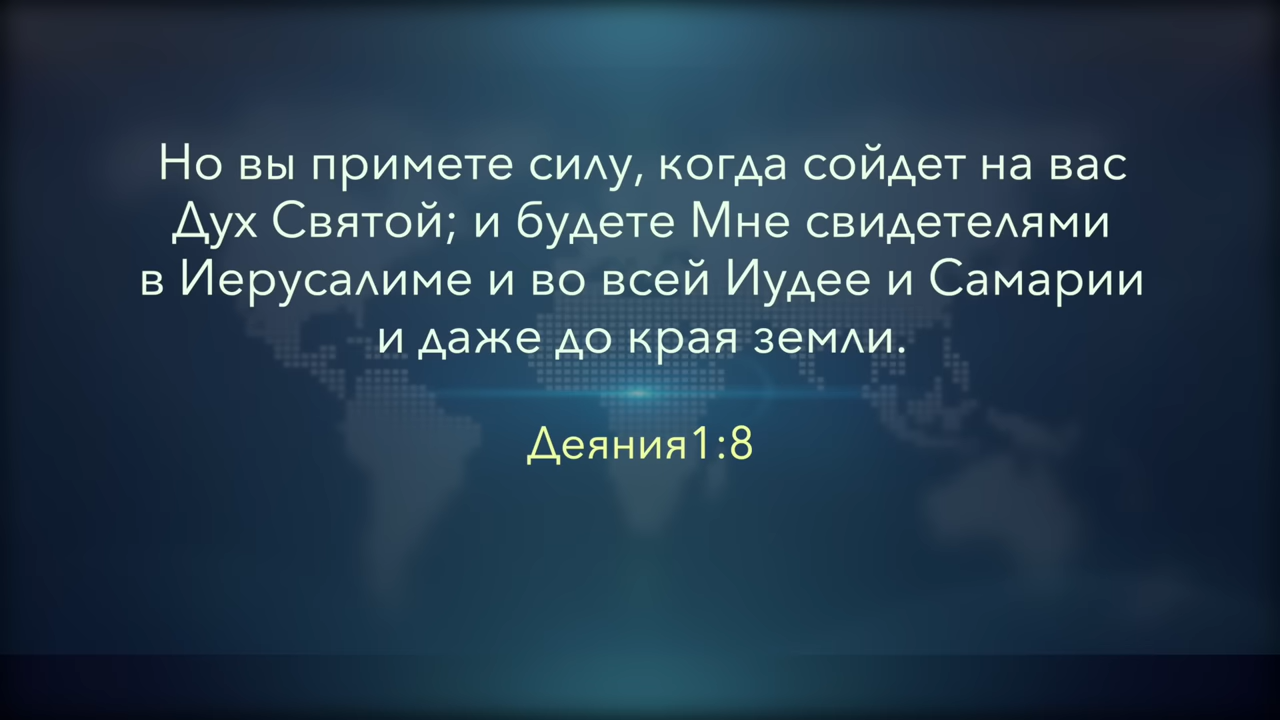 Но вы примете силу, когда сойдет на вас
Дух Святой; и будете Мне свидетелями
в Иерусалиме и во всей Иудее и Самарии
и даже до края земли.
Деяния1:8